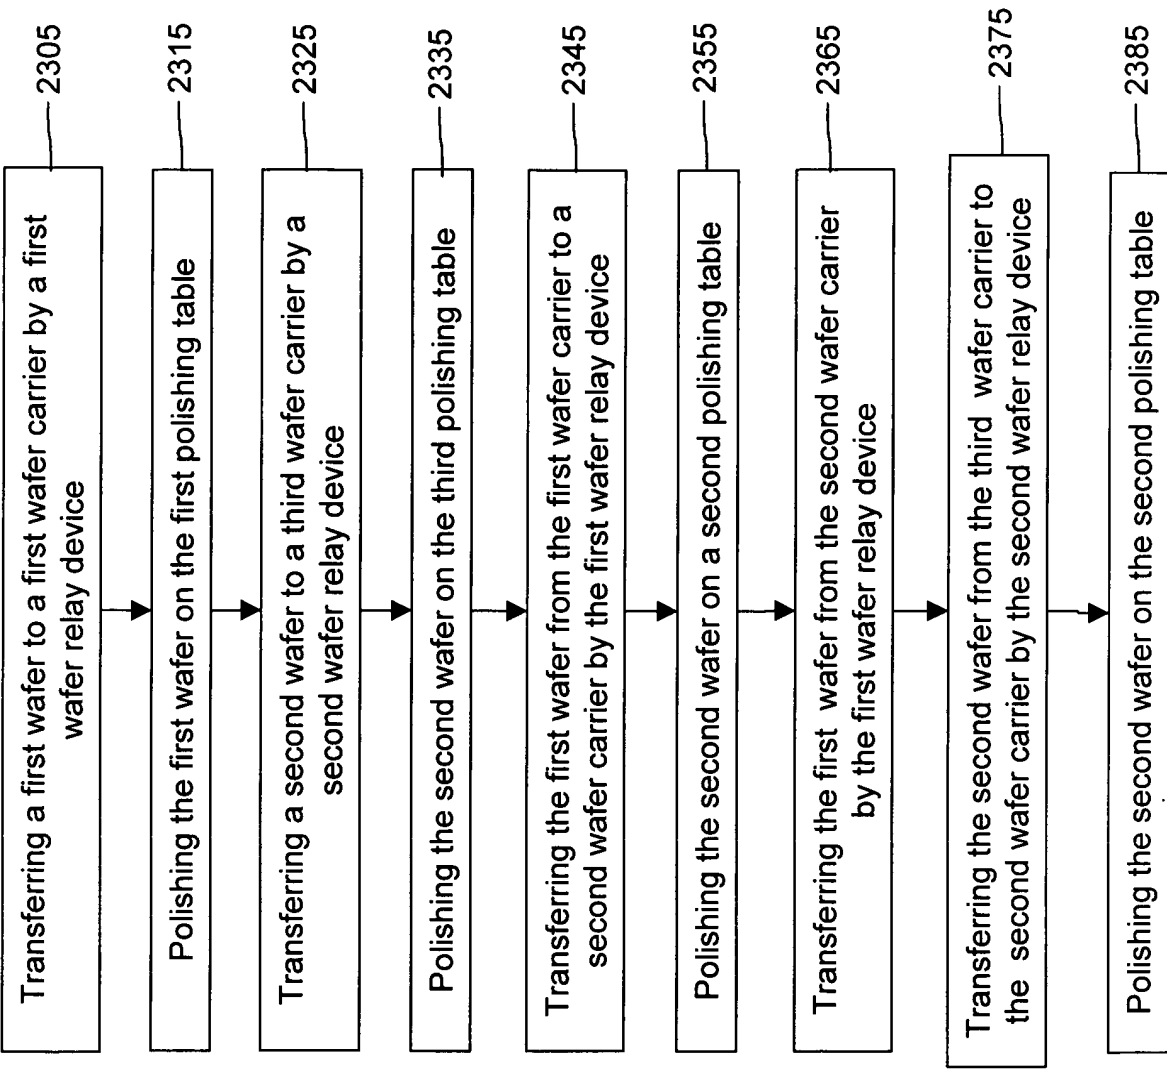 Transferring a first wafer to a first wafer carrier by a first
wafer relay device
2305
Polishing the first wafer on the first polishing table
2315
Transferring a second wafer to a third wafer carrier by a
second wafer relay device
2325
Polishing the second wafer on the third polishing table
2335
Transferring the first wafer from the first wafer carrier to a
second wafer carrier by the first wafer relay device
2345
Polishing the second wafer on a second polishing table
2355
Transferring the first wafer from the second wafer carrier
by the first wafer relay device
2365
Transferring the second wafer from the third wafer carrier to
the second wafer carrier by the second wafer relay device
2375
Polishing the second wafer on the second polishing table
2385